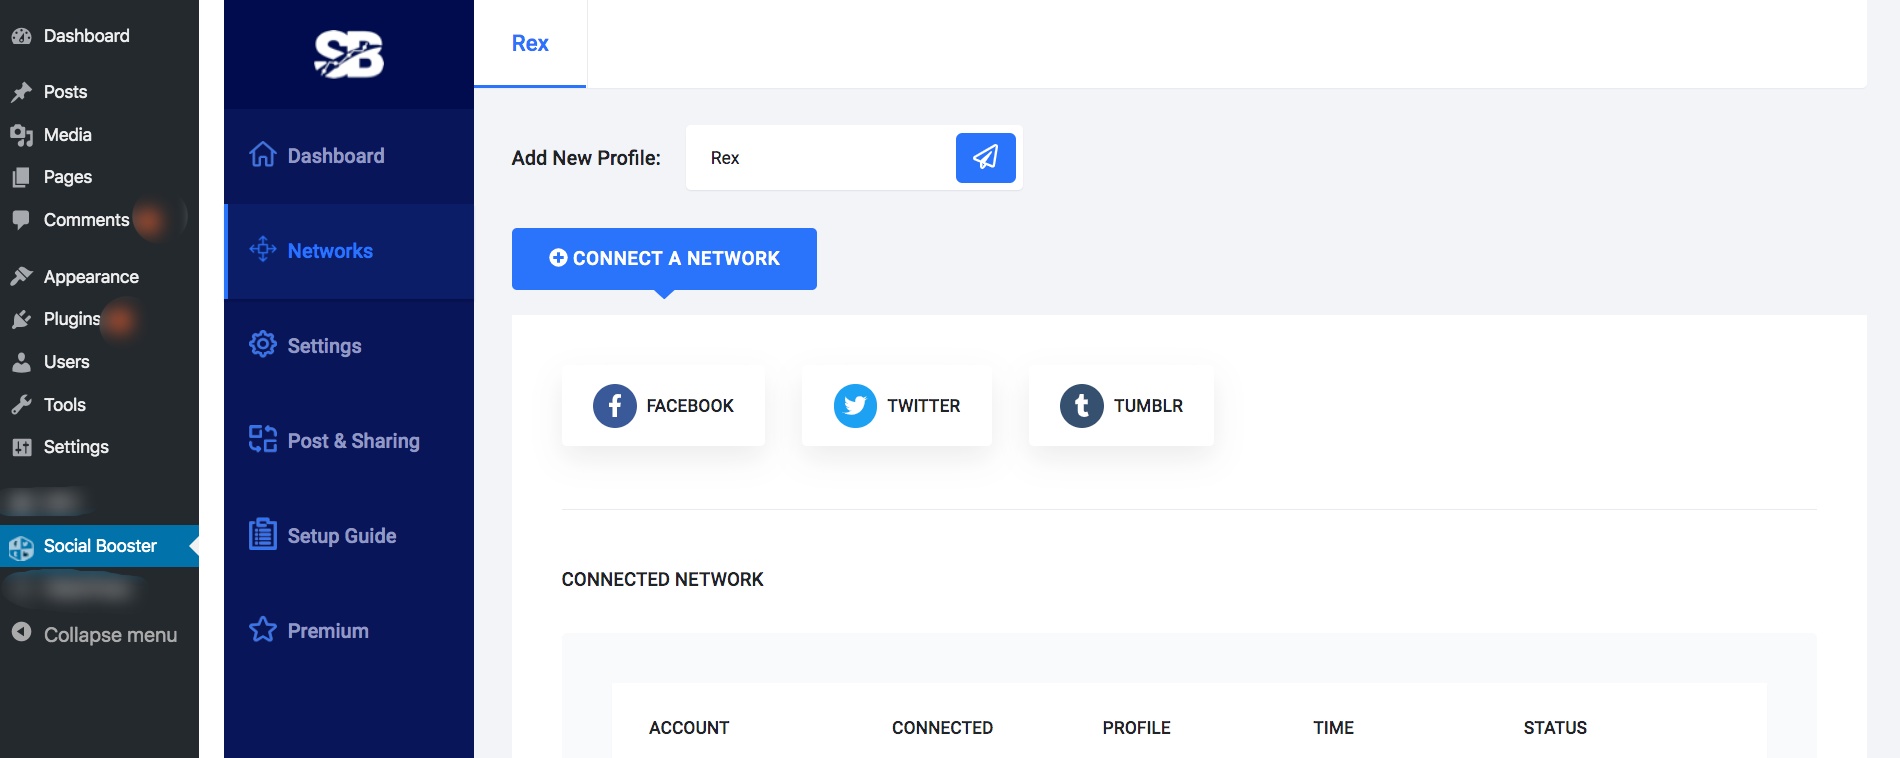 Dashboard
Posts
Media
Pages
Comments
Appearance
Plugins
Users
Tools
Settings
Social Booster
Collapse menu
SB
Dashboard
Networks
Settings
Post & Sharing
Setup Guide
Premium
Rex
Add New Profile: Rex
CONNECT A NETWORK
FACEBOOK TWITTER TUMBLR
CONNECTED NETWORK
ACCOUNT CONNECTED PROFILE TIME STATUS